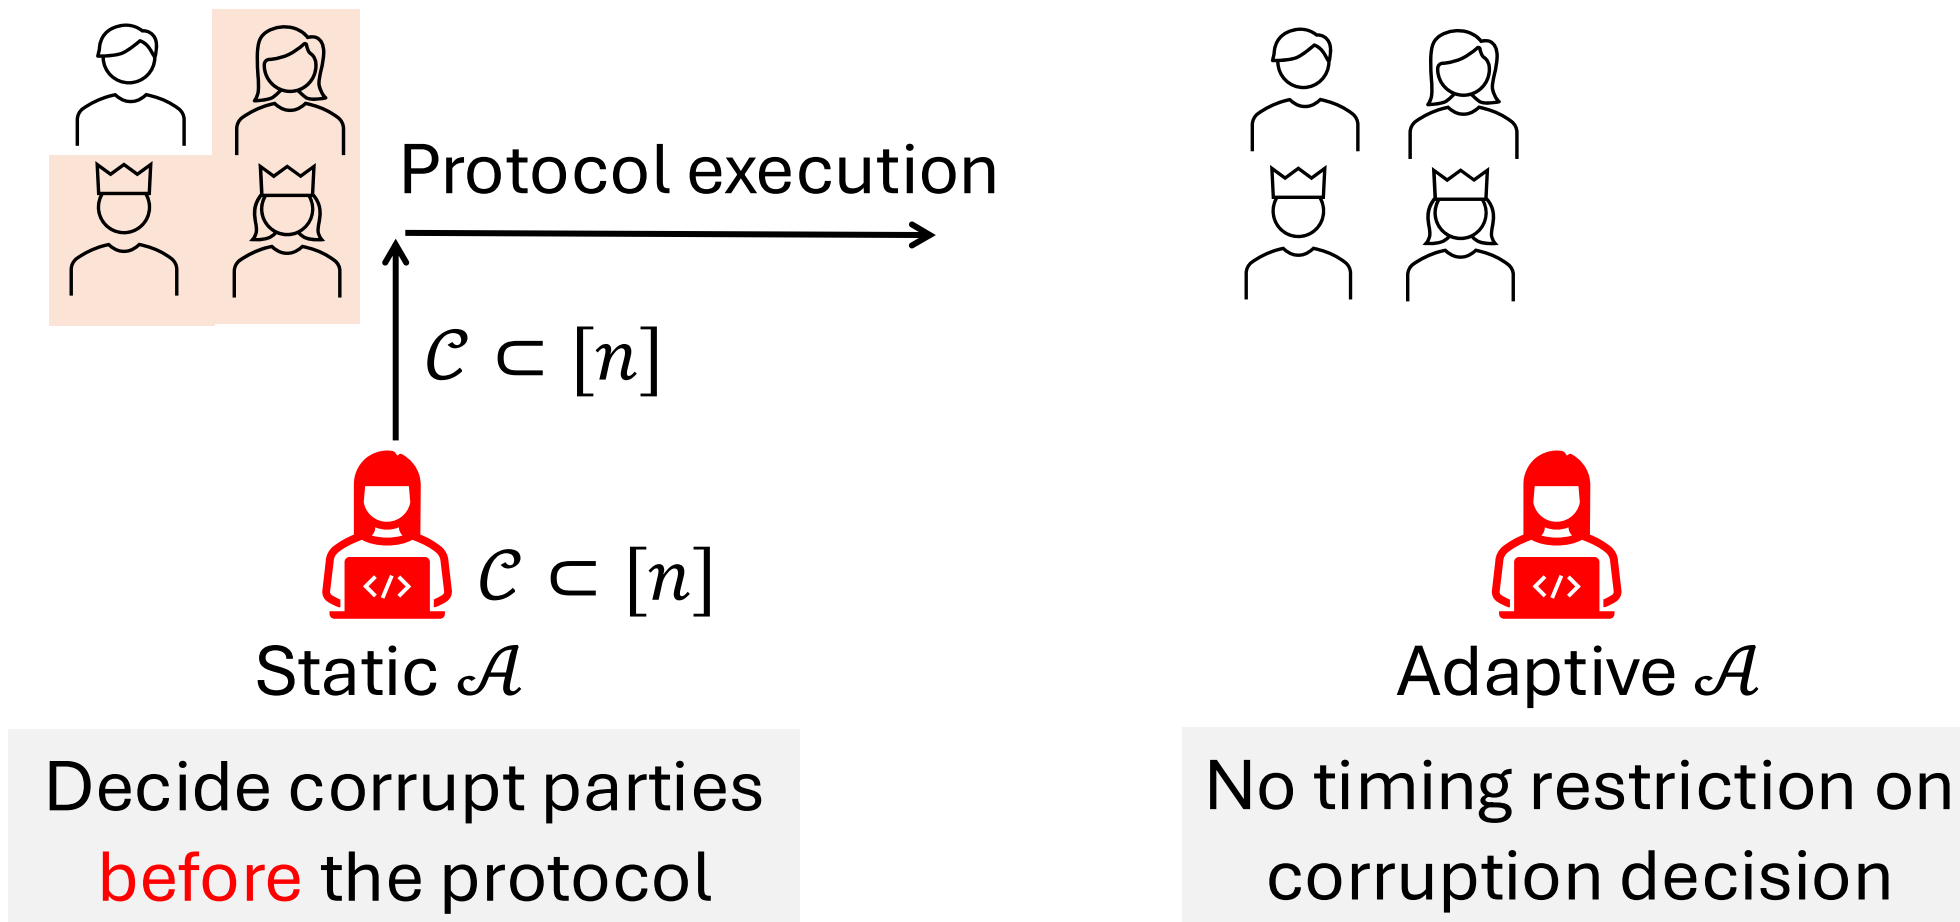 Protocol execution
𝒞 ⊂ [n]
</>
𝒞 ⊂ [n]
Static 𝒜
Decide corrupt parties
before the protocol
</>
Adaptive 𝒜
No timing restriction on
corruption decision